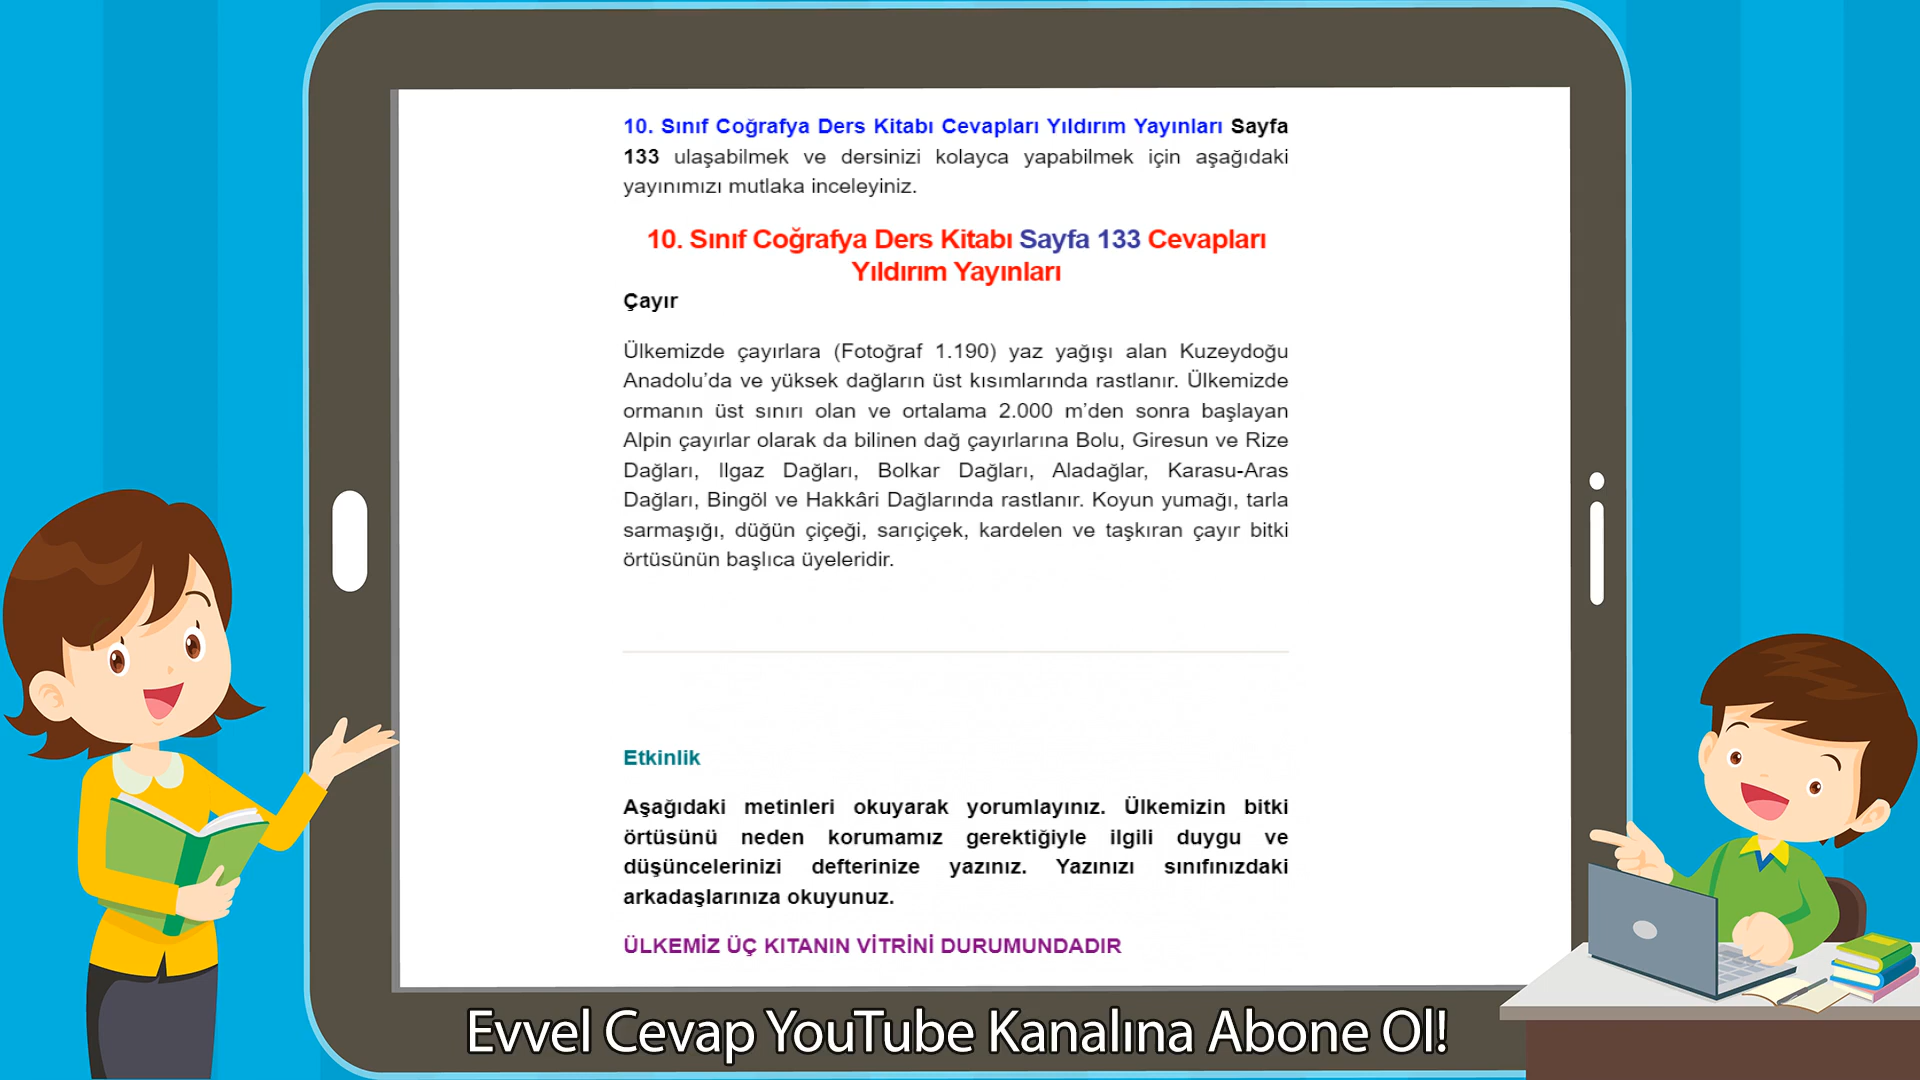 10. Sınıf Coğrafya Ders Kitabı Cevapları Yıldırım Yayınları Sayfa
133 ulaşabilmek ve dersinizi kolayca yapabilmek için aşağıdaki
yayınımızı mutlaka inceleyiniz.
10. Sınıf Coğrafya Ders Kitabı Sayfa 133 Cevapları
Yıldırım Yayınları
Çayır
Ülkemizde çayırlara (Fotoğraf 1.190) yaz yağışı alan Kuzeydoğu
Anadolu’da ve yüksek dağların üst kısımlarında rastlanır. Ülkemizde
ormanın üst sınırı olan ve ortalama 2.000 m’den sonra başlayan
Alpin çayırlar olarak da bilinen dağ çayırlarına Bolu, Giresun ve Rize
Dağları, Ilgaz Dağları, Bolkar Dağları, Aladağlar, Karasu-Aras
Dağları, Bingöl ve Hakkâri Dağlarında rastlanır. Koyun yumağı, tarla
sarmaşığı, düğün çiçeği, sarıçiçek, kardelen ve taşkıran çayır bitki
örtüsünün başlıca üyeleridir.
Etkinlik
Aşağıdaki metinleri okuyarak yorumlayınız. Ülkemizin bitki
örtüsünü neden korumamız gerektiğiyle ilgili duygu ve
düşüncelerinizi defterinize yazınız. Yazınızı sınıfınızdaki
arkadaşlarınıza okuyunuz.
ÜLKEMİZ ÜÇ KITANIN VİTRİNİ DURUMUNDADIR
Evvel Cevap YouTube Kanalına Abone Ol!